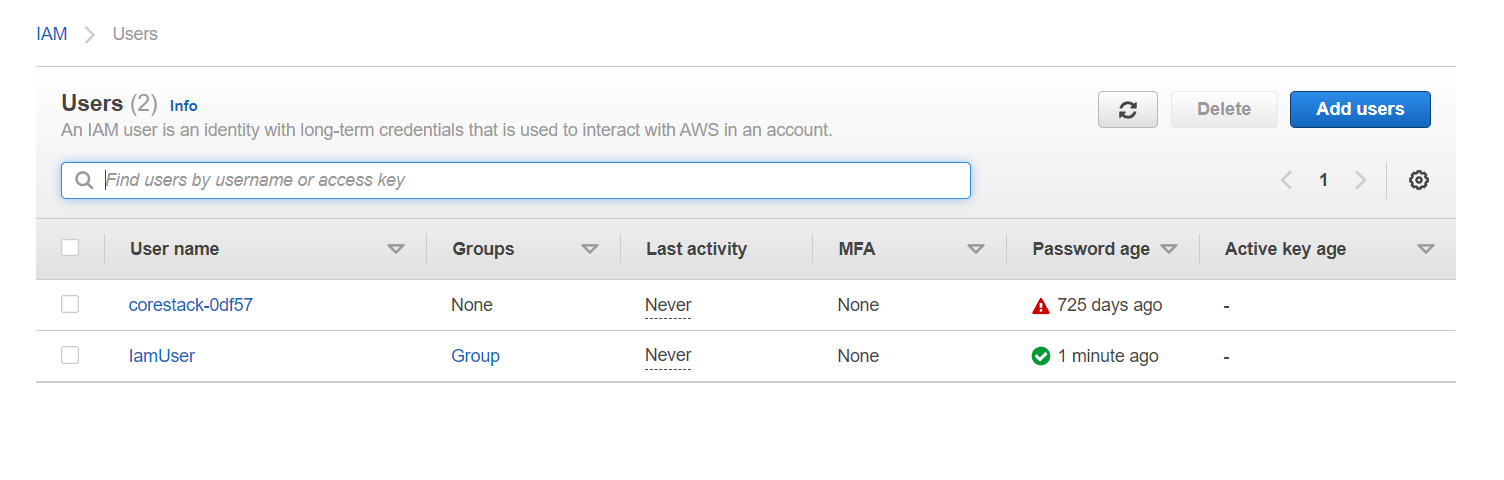 IAM Users
Users (2) Info
An IAM user is an identity with long-term credentials that is used to interact with AWS in an account.
Delete
Add users
Find users by username or access key
1
User name Groups Last activity MFA Password age Active key age
corestack-0df57 None Never None 725 days ago -
IamUser Group Never None 1 minute ago -